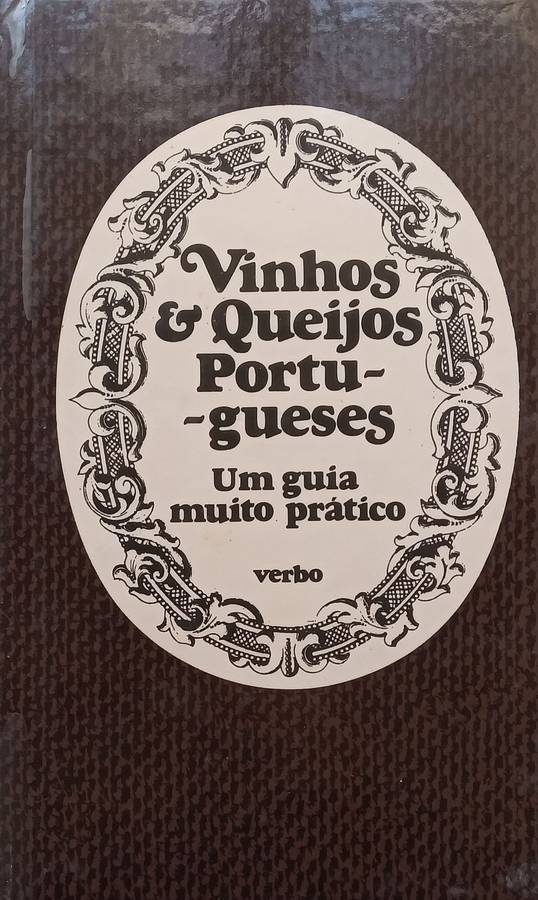 Vinhos
& Queijos
Portu-
-gueses
Um guia
muito prático
verbo